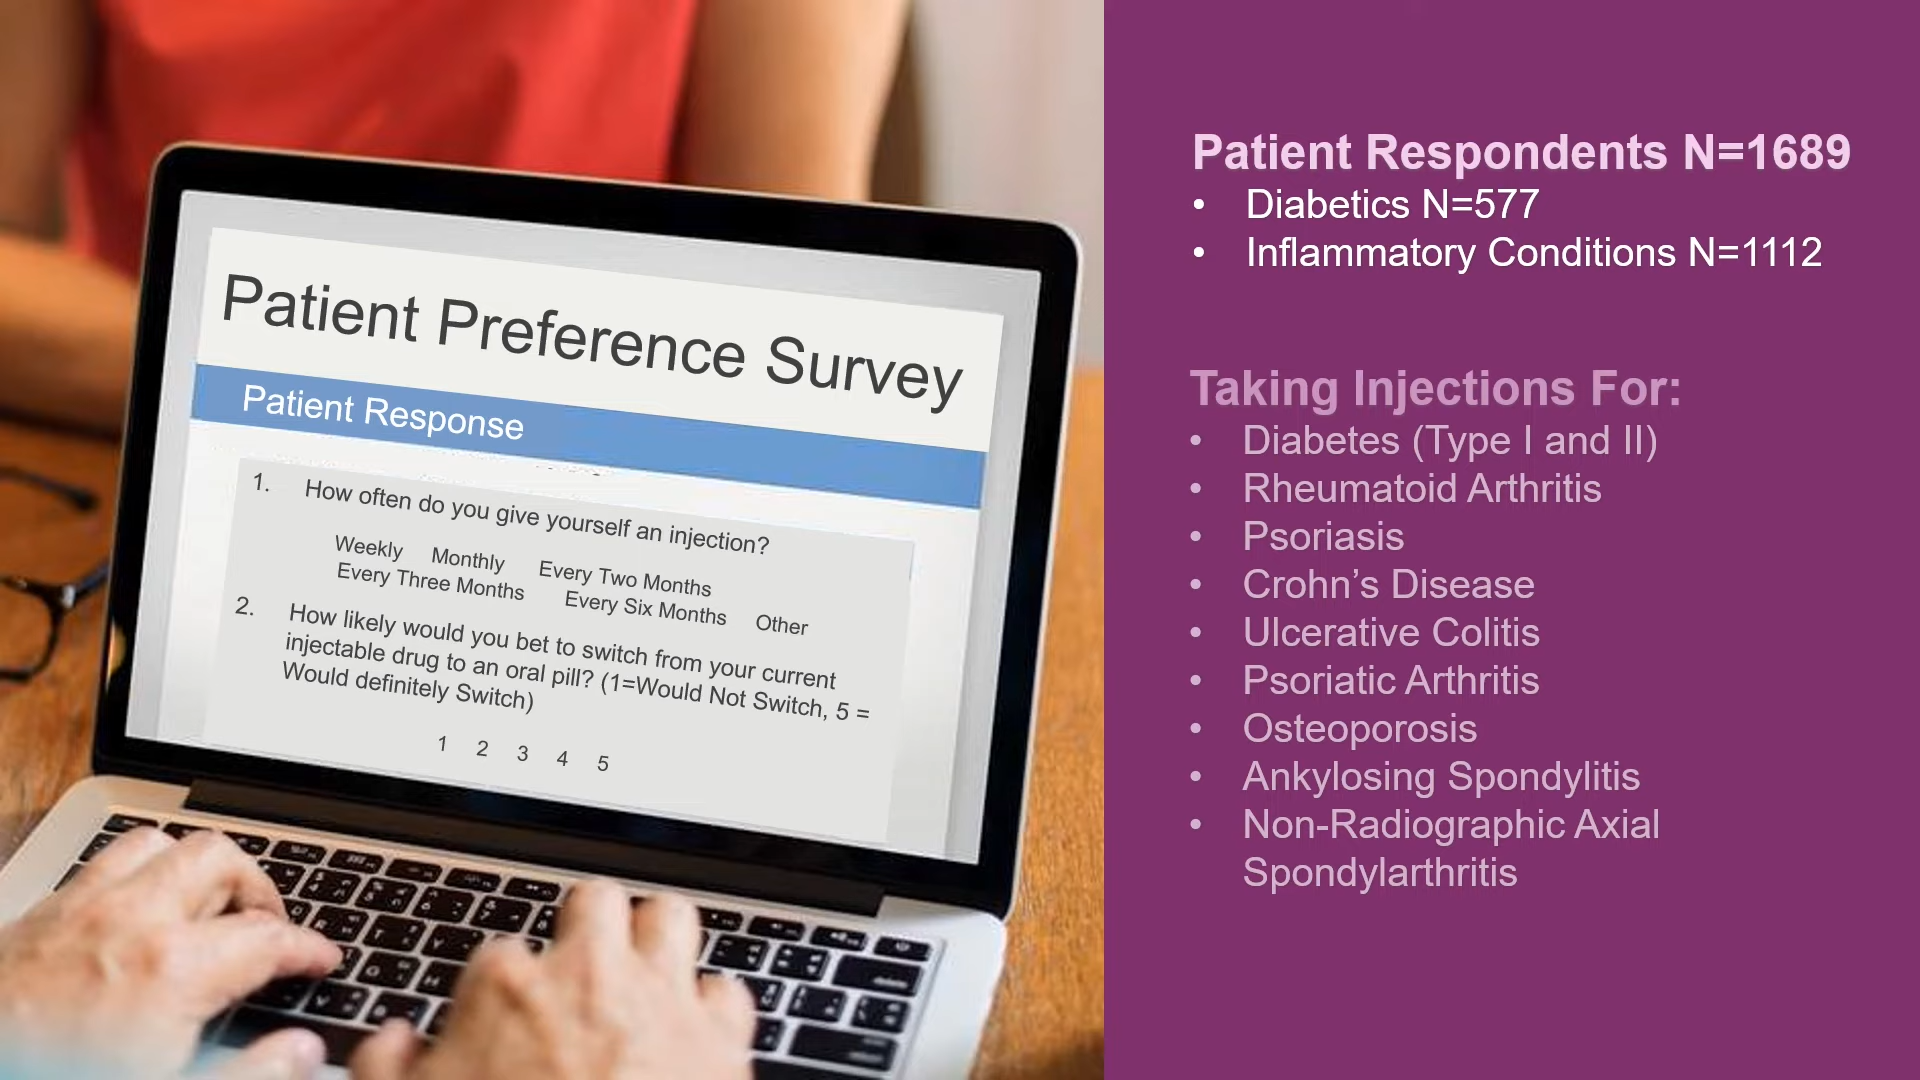 Patient Preference Survey
Patient Response
1. How often do you give yourself an injection?
Weekly Monthly Every Two Months
Every Three Months Every Six Months Other
2. How likely would you bet to switch from your current
injectable drug to an oral pill? (1=Would Not Switch, 5 =
Would definitely Switch)
1 2 3 4 5
Patient Respondents N=1689
• Diabetics N=577
• Inflammatory Conditions N=1112
Taking Injections For:
• Diabetes (Type I and II)
• Rheumatoid Arthritis
• Psoriasis
• Crohn’s Disease
• Ulcerative Colitis
• Psoriatic Arthritis
• Osteoporosis
• Ankylosing Spondylitis
• Non-Radiographic Axial
Spondylarthritis